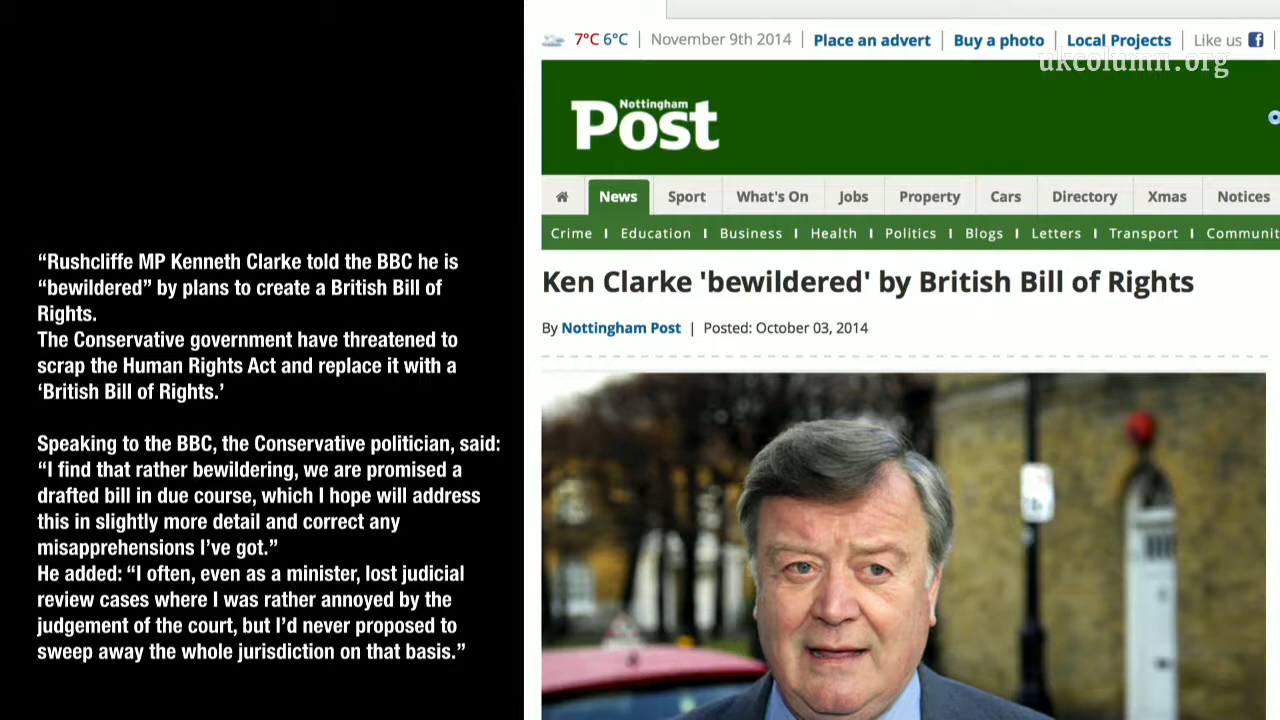 “Rushcliffe MP Kenneth Clarke told the BBC he is
“bewildered” by plans to create a British Bill of
Rights.
The Conservative government have threatened to
scrap the Human Rights Act and replace it with a
‘British Bill of Rights.’
Speaking to the BBC, the Conservative politician, said:
“I find that rather bewildering, we are promised a
drafted bill in due course, which I hope will address
this in slightly more detail and correct any
misapprehensions I’ve got.”
He added: “I often, even as a minister, lost judicial
review cases where I was rather annoyed by the
judgement of the court, but I’d never proposed to
sweep away the whole jurisdiction on that basis.”
7°C 6°C | November 9th 2014 | Place an advert | Buy a photo | Local Projects | Like us
ukcolumn.org
Nottingham
Post
News Sport What's On Jobs Property Cars Directory Xmas Notices
Crime Education Business Health Politics Blogs Letters Transport Communit
Ken Clarke 'bewildered' by British Bill of Rights
By Nottingham Post | Posted: October 03, 2014